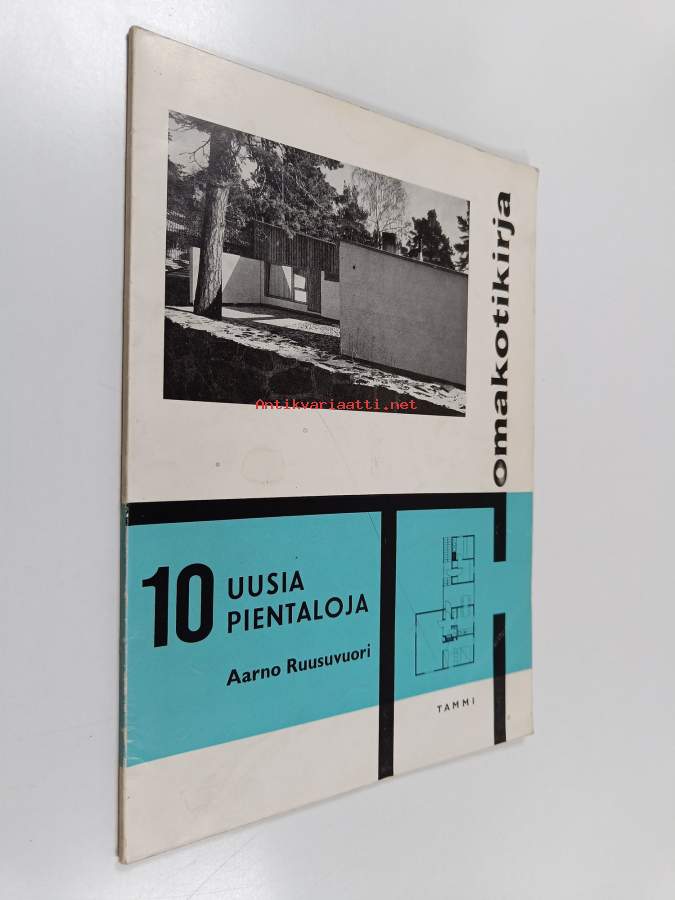 omakotikirja
Antikvariaatti.net
10 UUSIA
PIENTALOJA
Aarno Ruusuvuori
TAMMI